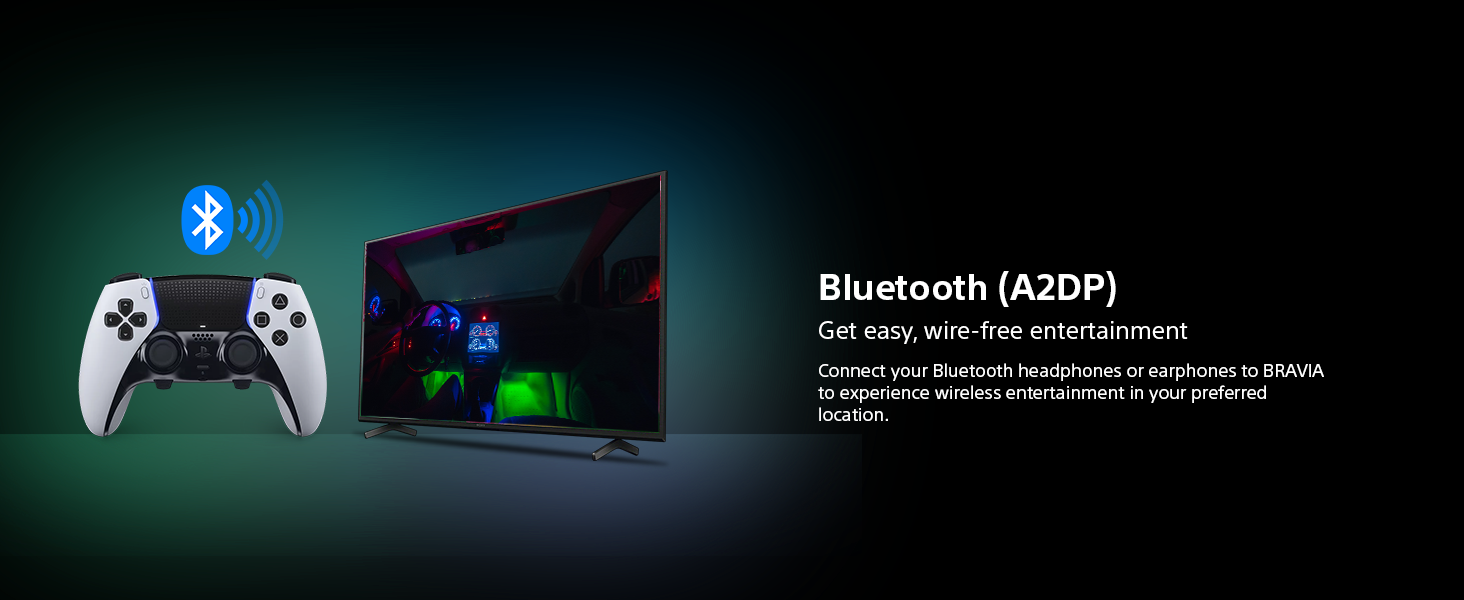 Bluetooth (A2DP)
Get easy, wire-free entertainment
Connect your Bluetooth headphones or earphones to BRAVIA
to experience wireless entertainment in your preferred
location.